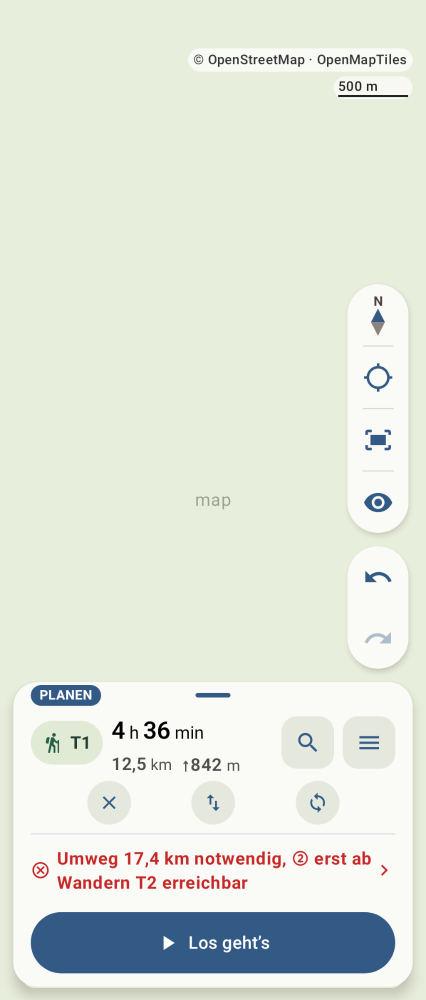 © OpenStreetMap · OpenMapTiles
500 m
N
map
PLANEN
T1
4 h 36 min
12,5 km ↑842 m
Umweg 17,4 km notwendig, ② erst ab
Wandern T2 erreichbar
Los geht's